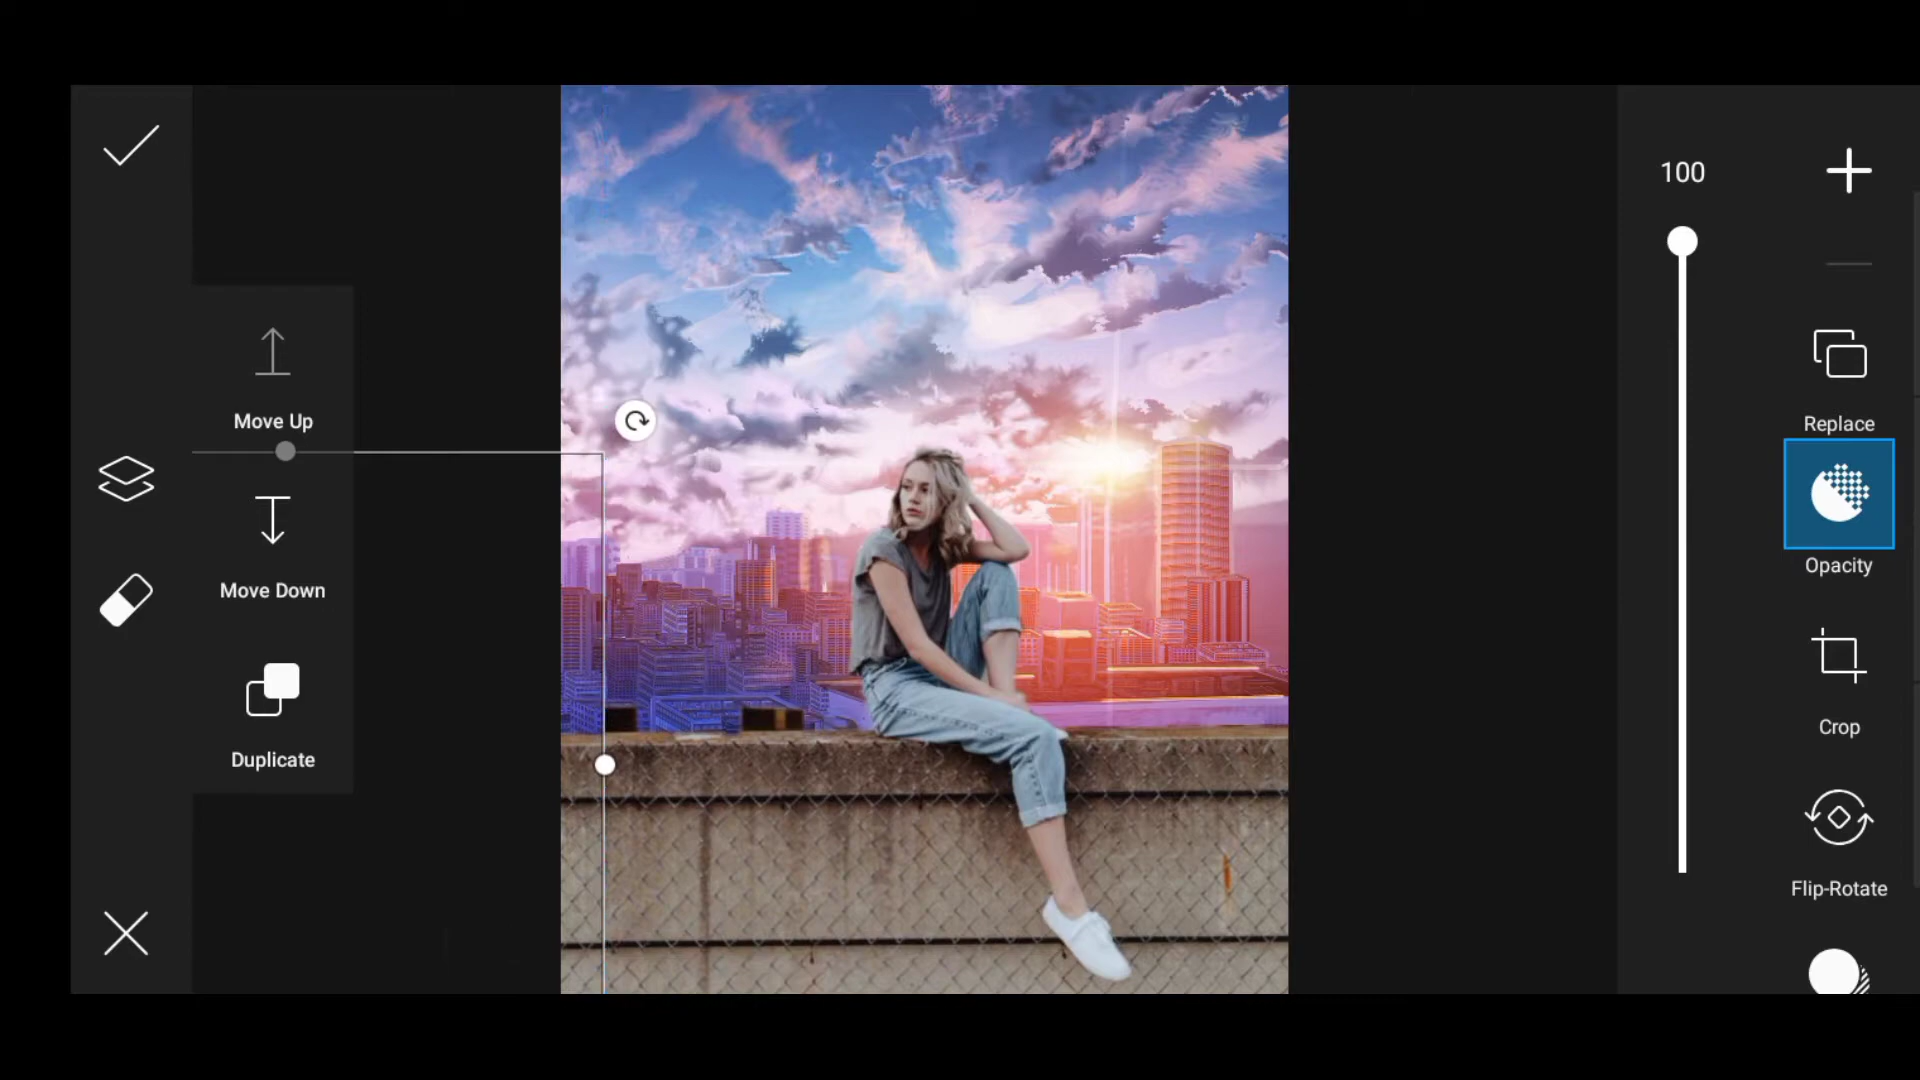 Move Up
Move Down
Duplicate
100
Replace
Opacity
Crop
Flip-Rotate